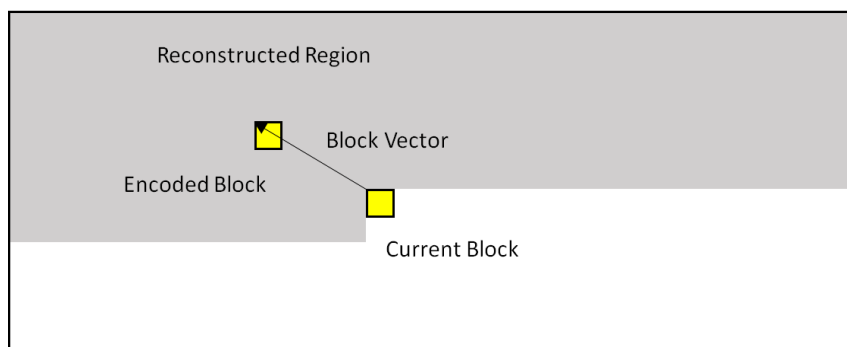 Reconstructed Region
Block Vector
Encoded Block
Current Block